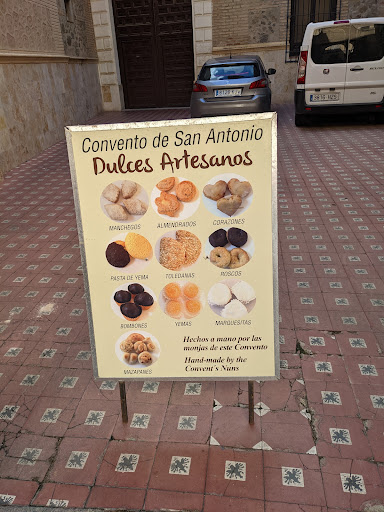 Convento de San Antonio
Dulces Artesanos
MANCHEGOS
ALMENDRADOS
CORAZONES
PASTA DE YEMA
TOLEDANAS
ROSCOS
BOMBONES
YEMAS
MARQUESITAS
MAZAPANES
Hechos a mano por las
monjas de este Convento
Hand-made by the
Convent's Nuns